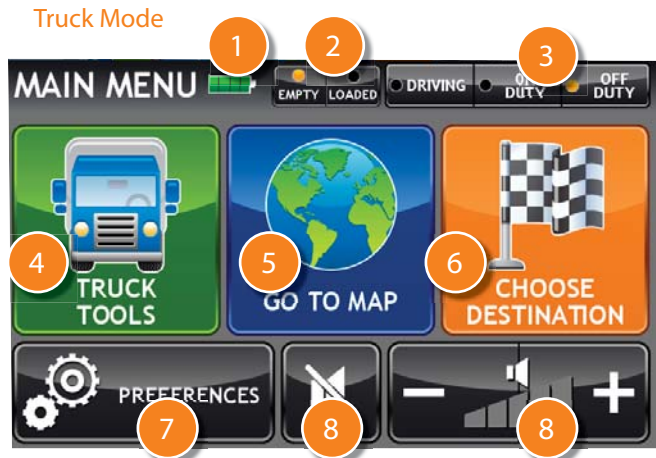 Truck Mode
1
2
3
MAIN MENU
EMPTY LOADED
DRIVING
ON DUTY
OFF
DUTY
4
5
6
TRUCK
TOOLS
GO TO MAP
CHOOSE
DESTINATION
PREFERENCES
7
8
8